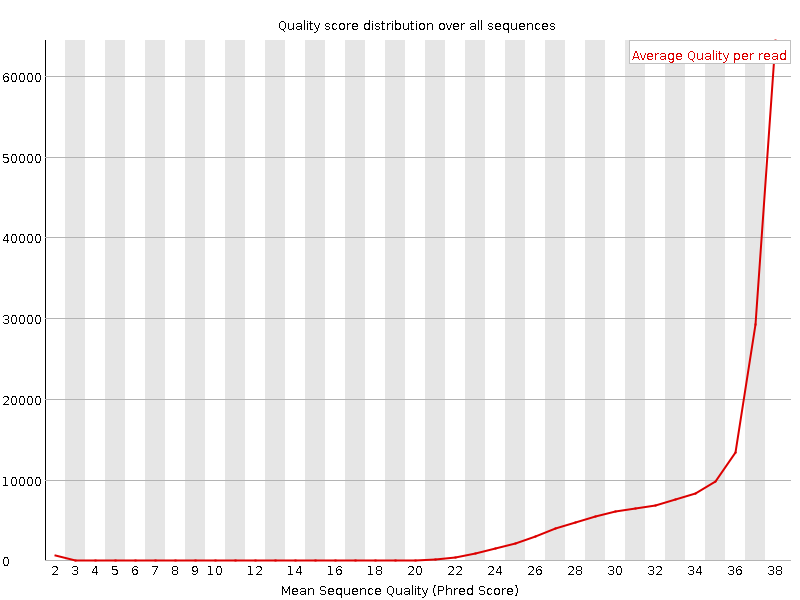 Quality score distribution over all sequences
Average Quality per read
60000
50000
40000
30000
20000
10000
0
2 3 4 5 6 7 8 9 10 12 14 16 18 20 22 24 26 28 30 32 34 36 38
Mean Sequence Quality (Phred Score)